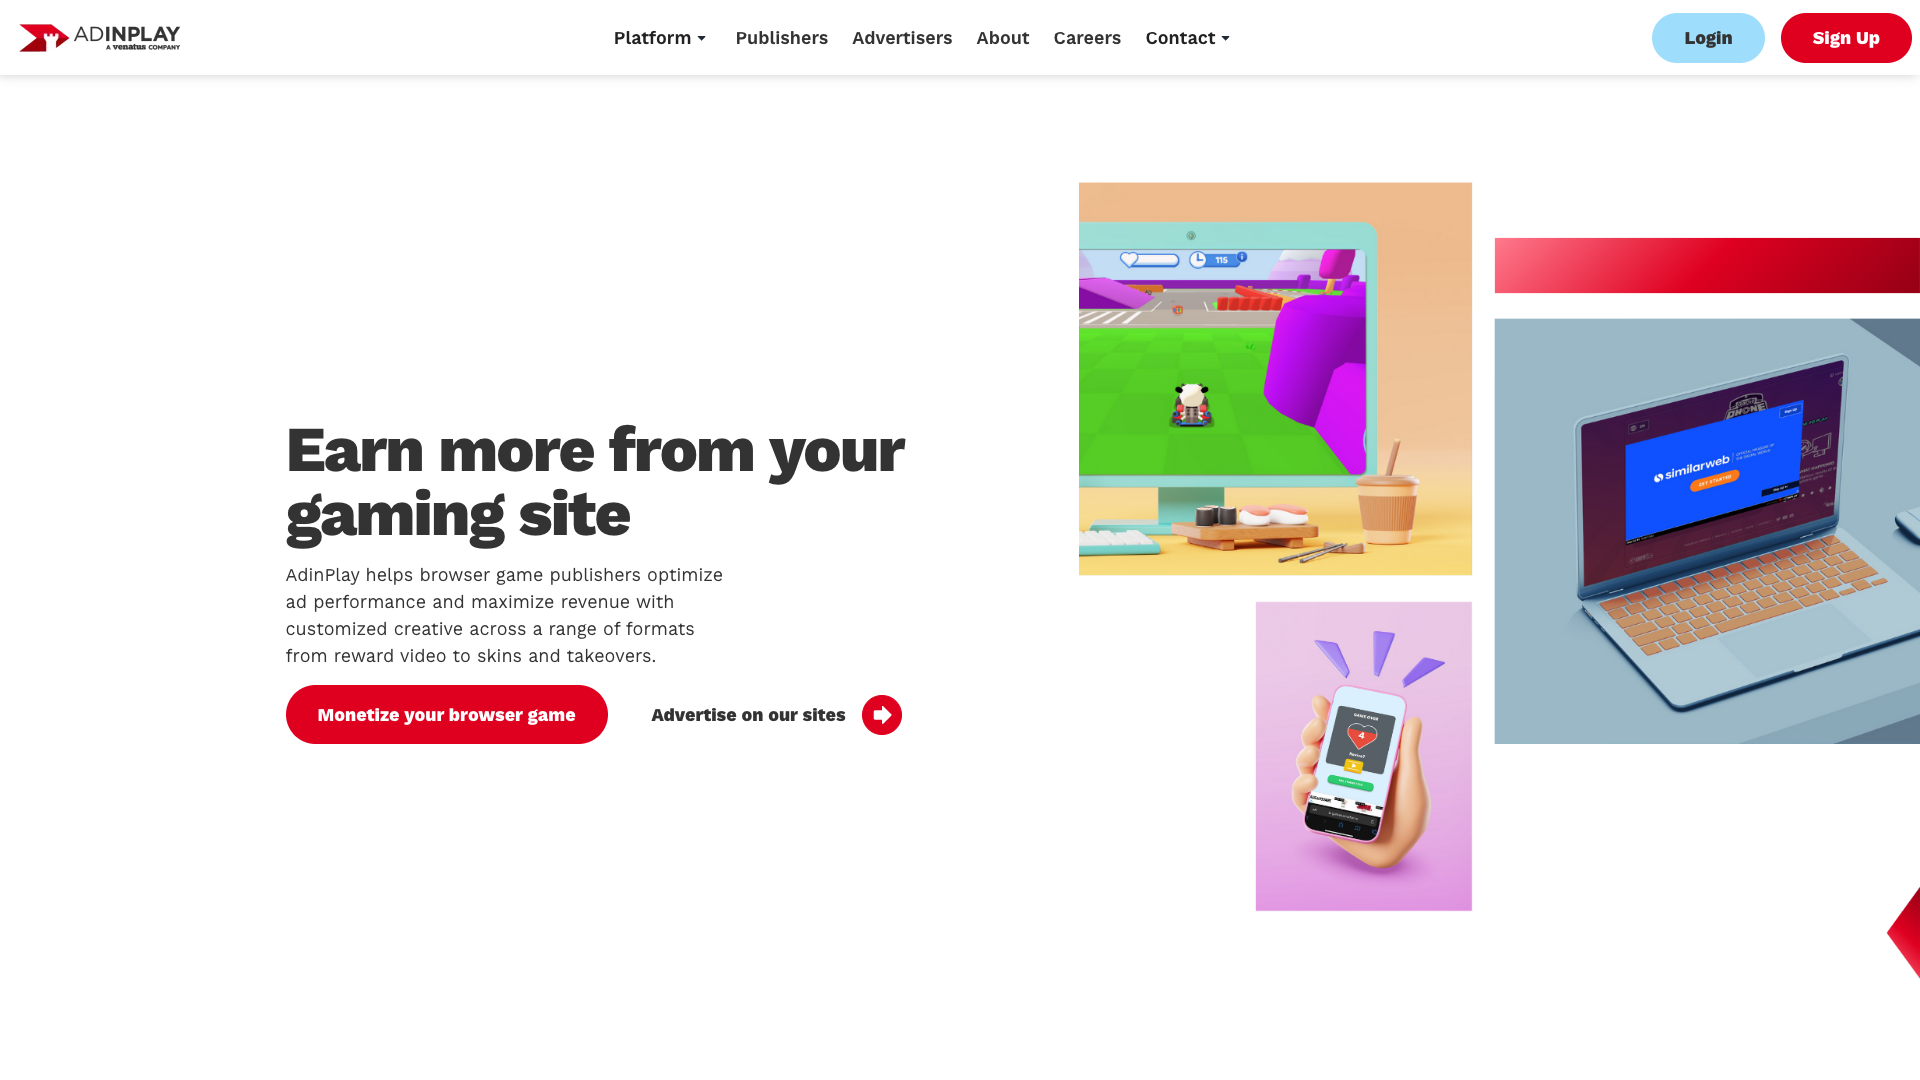 ADINPLAY
A venatus COMPANY
Platform
Publishers
Advertisers
About
Careers
Contact
Login
Sign Up
Earn more from your
gaming site
AdinPlay helps browser game publishers optimize
ad performance and maximize revenue with
customized creative across a range of formats
from reward video to skins and takeovers.
Monetize your browser game
Advertise on our sites
115
similarweb
GET STARTED
PHONE
GAME OVER
4
Revive?